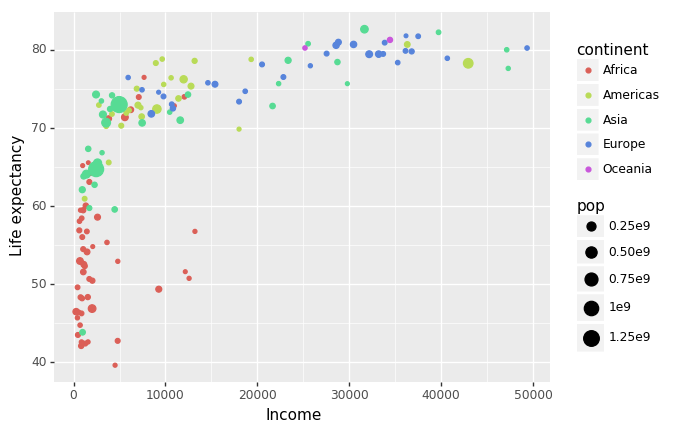 80
70
60
50
40
Life expectancy
0
10000
20000
30000
40000
50000
Income
continent
Africa
Americas
Asia
Europe
Oceania
pop
0.25e9
0.50e9
0.75e9
1e9
1.25e9